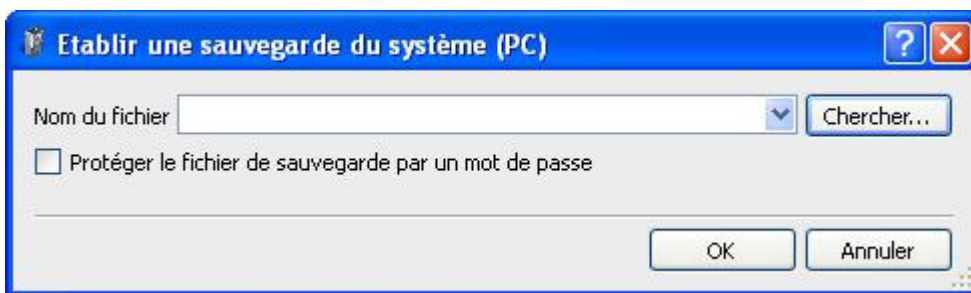 Etablir une sauvegarde du système (PC)
?
Nom du fichier
Chercher...
Protéger le fichier de sauvegarde par un mot de passe
OK
Annuler